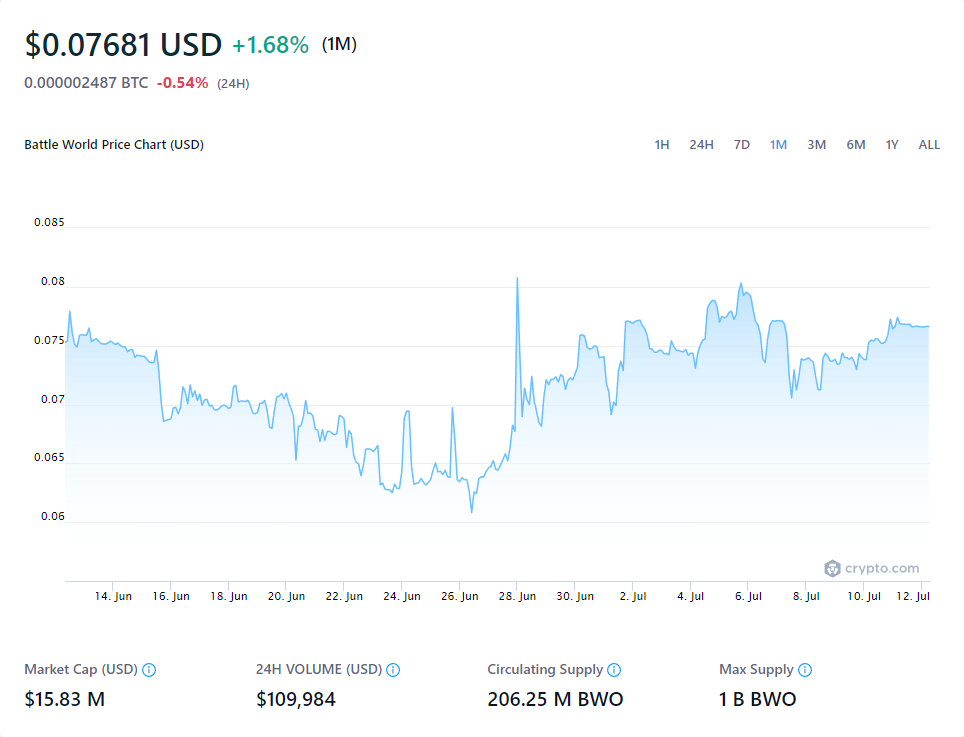 $0.07681 USD +1.68% (1M)
0.000002487 BTC -0.54% (24H)
Battle World Price Chart (USD) 1H 24H 7D 1M 3M 6M 1Y ALL
0.085
0.08
0.075
0.07
0.065
0.06
crypto.com
14. Jun 16. Jun 18. Jun 20. Jun 22. Jun 24. Jun 26. Jun 28. Jun 30. Jun 2. Jul 4. Jul 6. Jul 8. Jul 10. Jul 12. Jul
Market Cap (USD) 24H VOLUME (USD) Circulating Supply Max Supply
$15.83 M $109,984 206.25 M BWO 1 B BWO